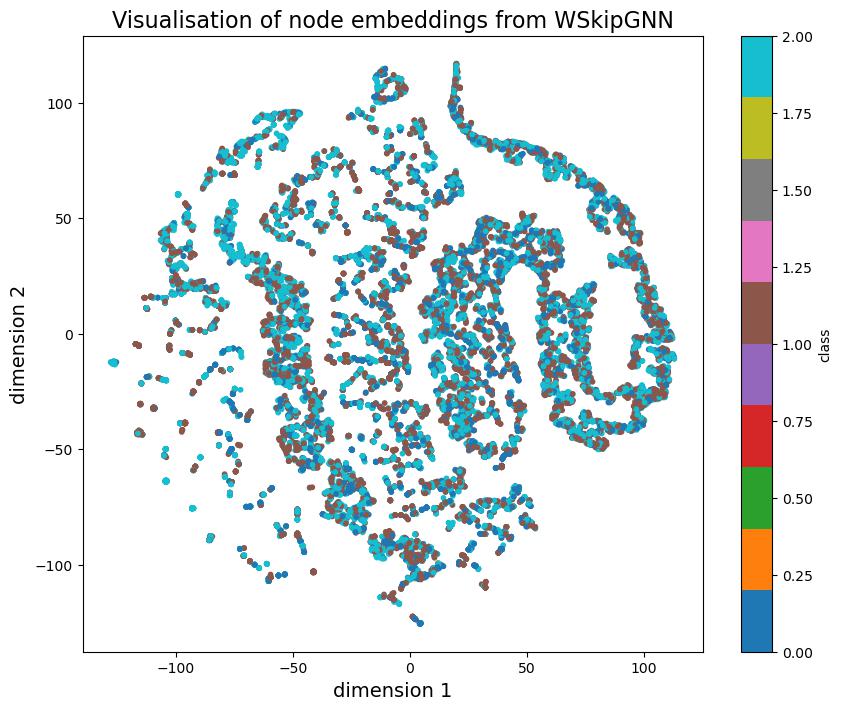 Visualisation of node embeddings from WSkipGNN
dimension 2
100
50
0
−50
−100
−100 −50 0 50 100
dimension 1
2.00
1.75
1.50
1.25
1.00
0.75
0.50
0.25
0.00
class